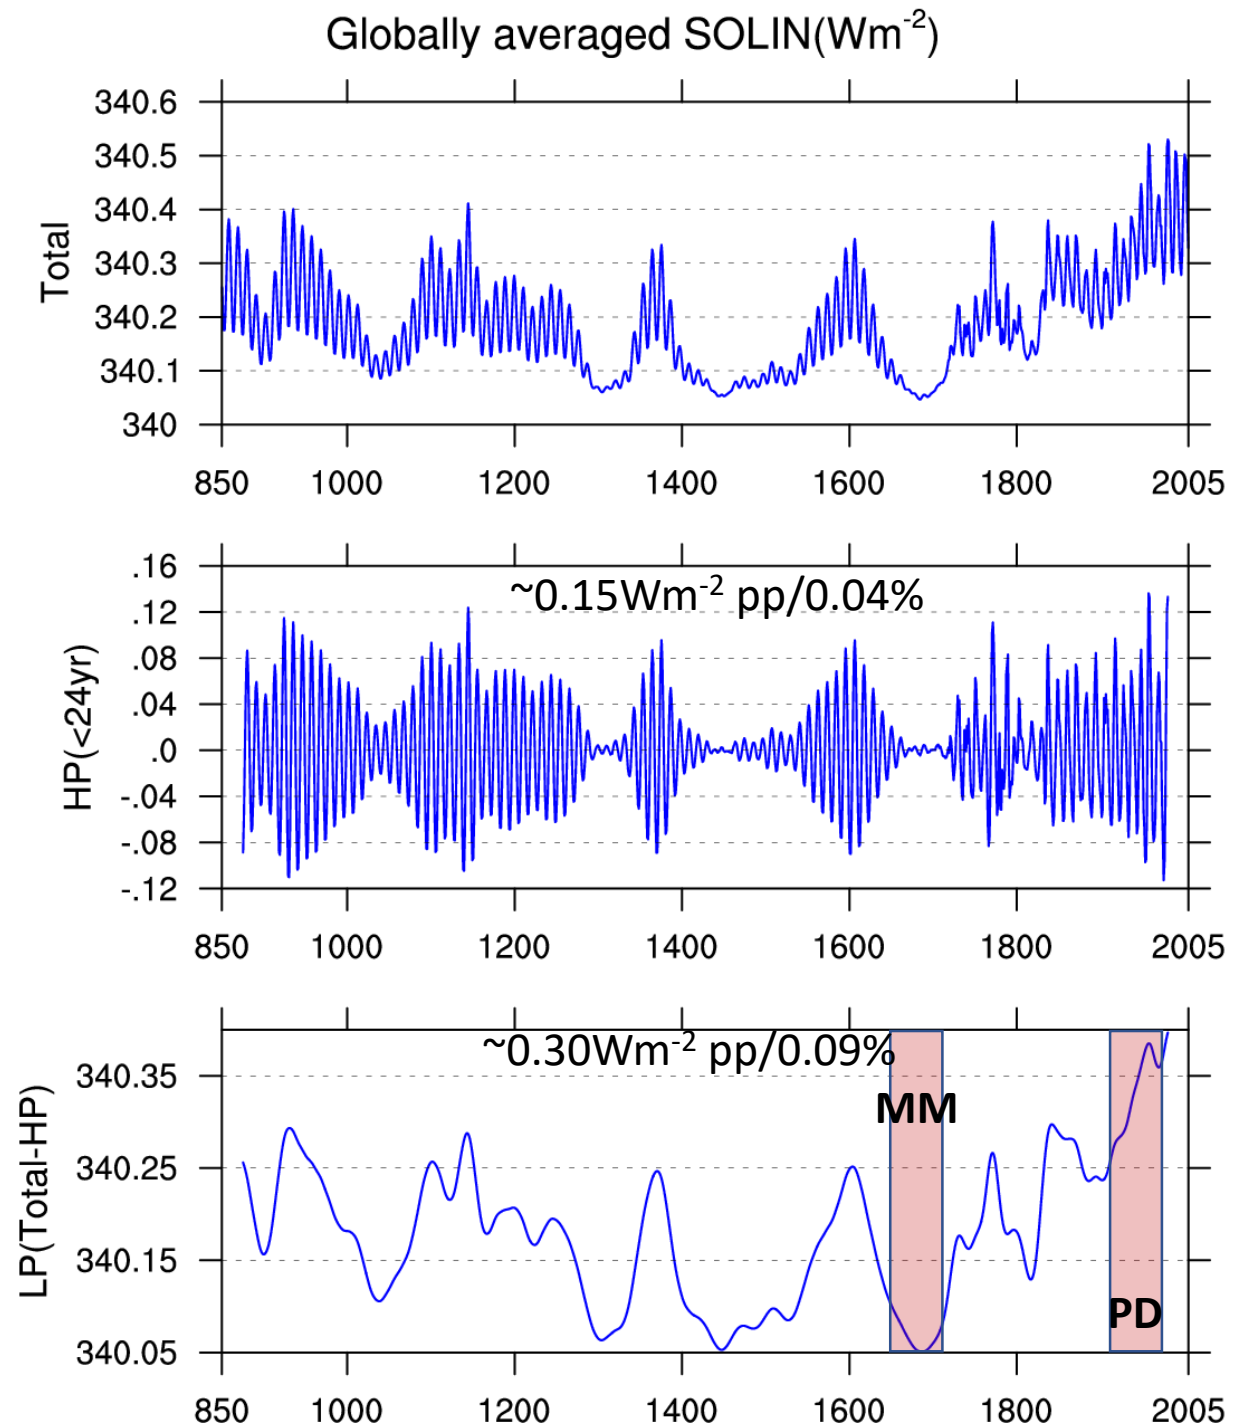 Globally averaged SOLIN(Wm-2)
Total
340.6
340.5
340.4
340.3
340.2
340.1
340
850 1000 1200 1400 1600 1800 2005
HP(<24yr)
~0.15Wm-2 pp/0.04%
.16
.12
.08
.04
.0
-.04
-.08
-.12
850 1000 1200 1400 1600 1800 2005
LP(Total-HP)
~0.30Wm-2 pp/0.09%
340.35
MM
340.25
340.15
PD
340.05
850 1000 1200 1400 1600 1800 2005